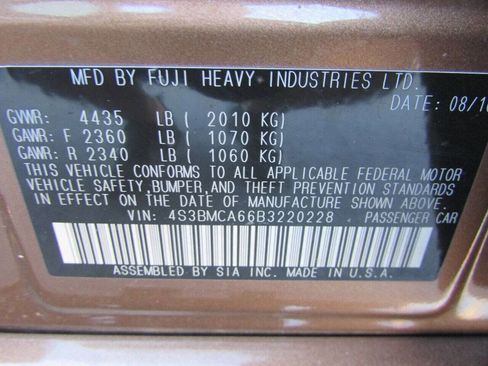 MFD BY FUJI HEAVY INDUSTRIES LTD.
DATE: 08/10
GVWR: 4435 LB ( 2010 KG)
GAWR: F 2360 LB ( 1070 KG)
GAWR: R 2340 LB ( 1060 KG)
THIS VEHICLE CONFORMS TO ALL APPLICABLE FEDERAL MOTOR
VEHICLE SAFETY,BUMPER,AND THEFT PREVENTION STANDARDS
IN EFFECT ON THE DATE OF MANUFACTURE SHOWN ABOVE.
VIN: 4S3BMCA66B3220228 PASSENGER CAR
ASSEMBLED BY SIA INC. MADE IN U.S.A.